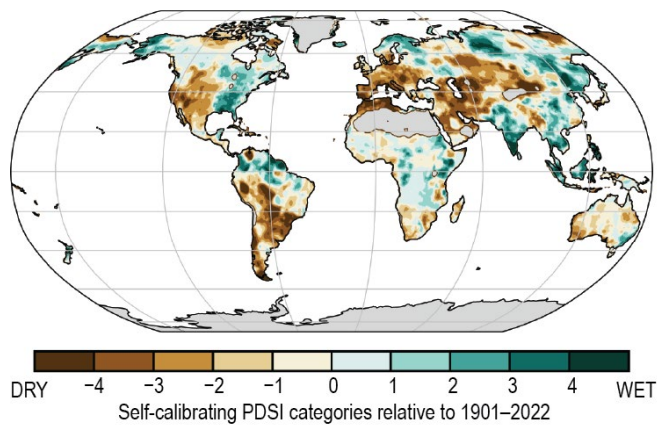 DRY −4 −3 −2 −1 0 1 2 3 4 WET
Self-calibrating PDSI categories relative to 1901–2022